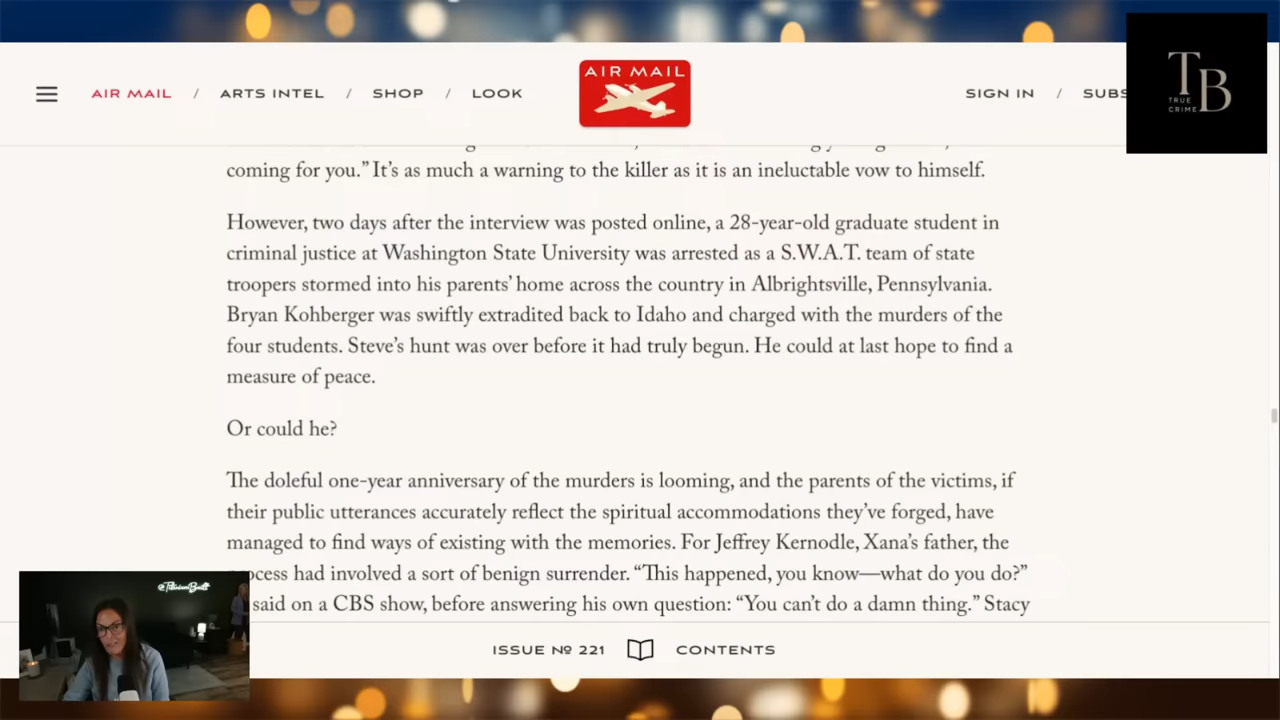 AIR MAIL / ARTS INTEL / SHOP / LOOK
AIR MAIL
SIGN IN / SUBS
TB
TRUE
CRIME
coming for you.” It’s as much a warning to the killer as it is an ineluctable vow to himself.
However, two days after the interview was posted online, a 28-year-old graduate student in
criminal justice at Washington State University was arrested as a S.W.A.T. team of state
troopers stormed into his parents’ home across the country in Albrightsville, Pennsylvania.
Bryan Kohberger was swiftly extradited back to Idaho and charged with the murders of the
four students. Steve’s hunt was over before it had truly begun. He could at last hope to find a
measure of peace.
Or could he?
The doleful one-year anniversary of the murders is looming, and the parents of the victims, if
their public utterances accurately reflect the spiritual accommodations they’ve forged, have
managed to find ways of existing with the memories. For Jeffrey Kernodle, Xana’s father, the
ocess had involved a sort of benign surrender. “This happened, you know—what do you do?”
said on a CBS show, before answering his own question: “You can’t do a damn thing.” Stacy
ISSUE Nº 221 CONTENTS